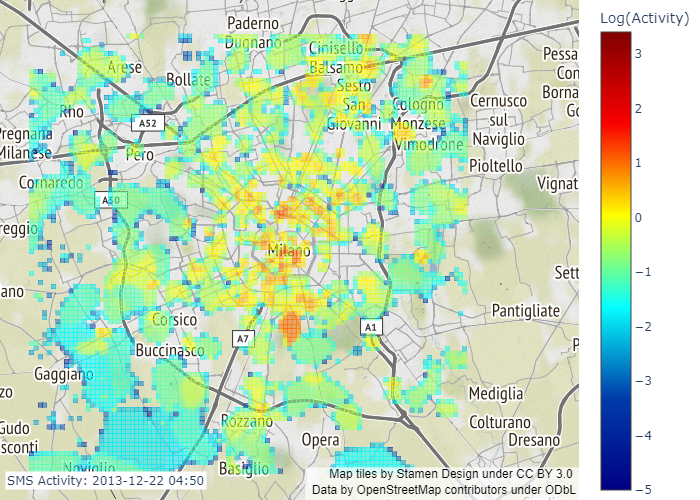 Log(Activity)
3
2
1
0
−1
−2
−3
−4
−5
Paderno
Dugnano
Cinisello
Balsamo
Sesto
San
Giovanni
Arese
Bollate
Rho
A52
Pregnana
Milanese
Pero
Cornaredo
A50
reggio
Cologno
Monzese
Vimodrone
Cernusco
sul
Naviglio
Pioltello
Pessa
Con
Borna
Go
Vignat
Milano
Sett
Pantigliate
P
ano
Corsico
Buccinasco
A7
A1
Gaggiano
zo
Gudo
sconti
Rozzano
Opera
Mediglia
Colturano
Dresano
Noviglio
Basiglio
SMS Activity: 2013-12-22 04:50
Map tiles by Stamen Design under CC BY 3.0
Data by OpenStreetMap contributors under ODbL